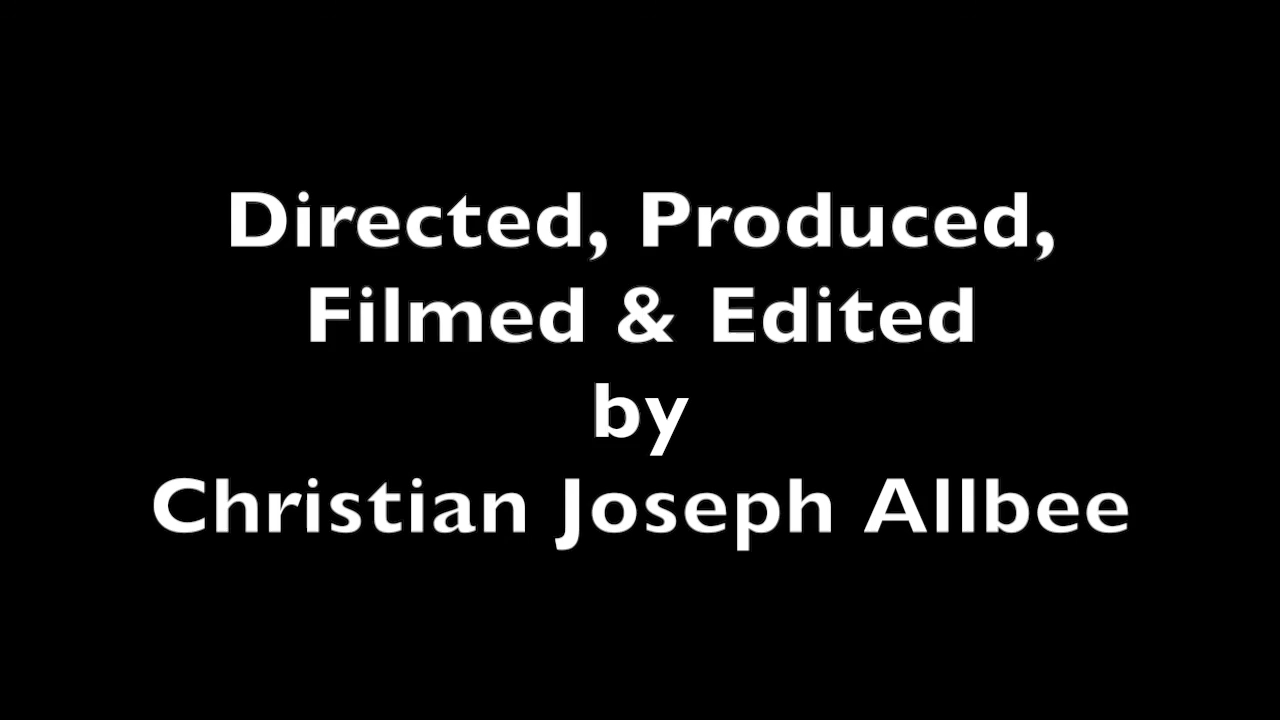 Directed, Produced,
Filmed & Edited
by
Christian Joseph Allbee